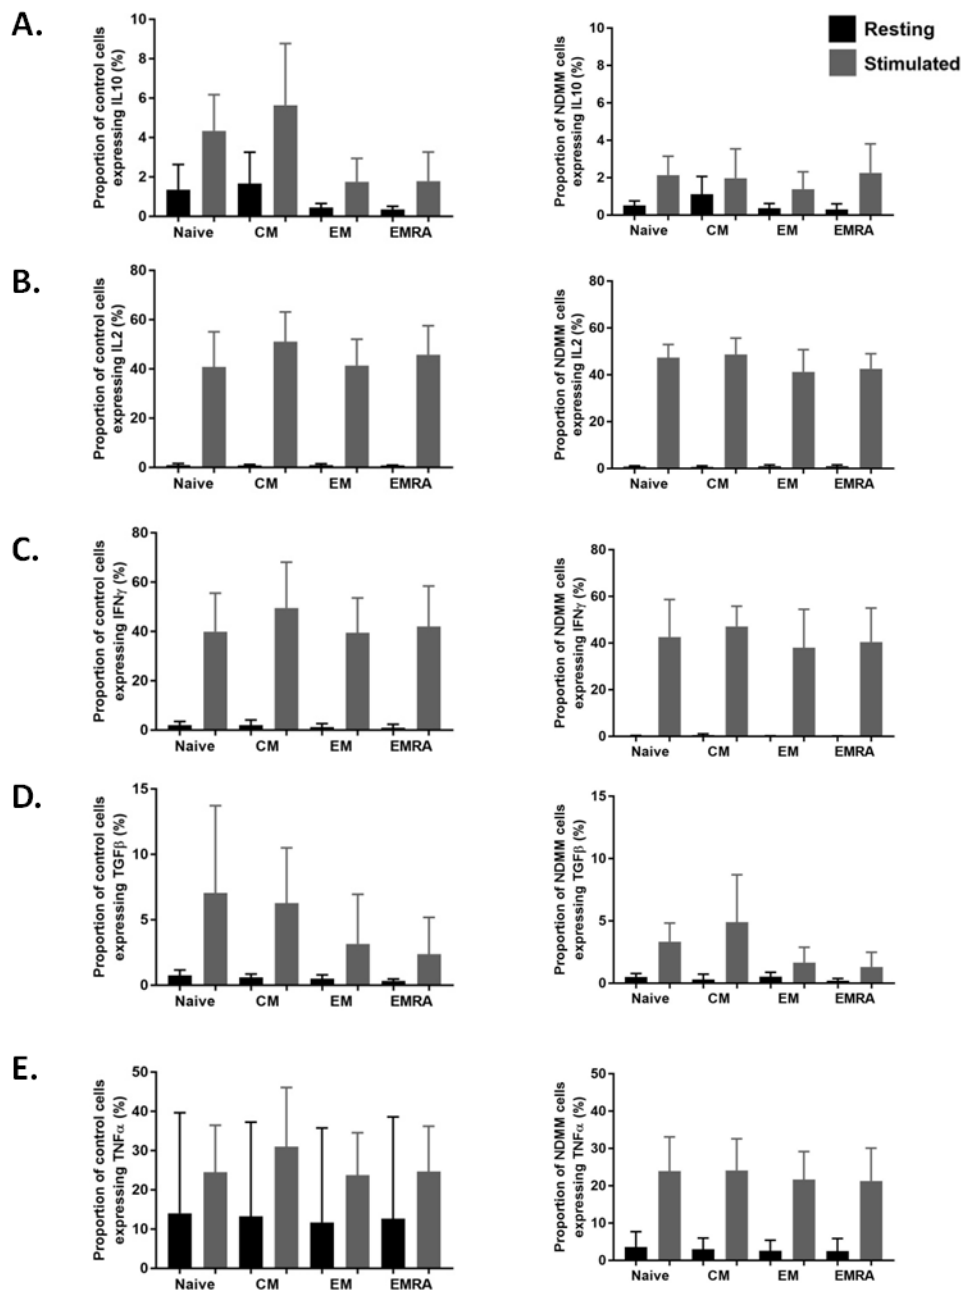 A.
Proportion of control cells
expressing IL10 (%)
10
8
6
4
2
0
Naive CM EM EMRA
Proportion of NDMM cells
expressing IL10 (%)
10
8
6
4
2
0
Naive CM EM EMRA
Resting
Stimulated
B.
Proportion of control cells
expressing IL2 (%)
80
60
40
20
0
Naive CM EM EMRA
Proportion of NDMM cells
expressing IL2 (%)
80
60
40
20
0
Naive CM EM EMRA
C.
Proportion of control cells
expressing IFNγ (%)
80
60
40
20
0
Naive CM EM EMRA
Proportion of NDMM cells
expressing IFNγ (%)
80
60
40
20
0
Naive CM EM EMRA
D.
Proportion of control cells
expressing TGFβ (%)
15
10
5
0
Naive CM EM EMRA
Proportion of NDMM cells
expressing TGFβ (%)
15
10
5
0
Naive CM EM EMRA
E.
Proportion of control cells
expressing TNFα (%)
50
40
30
20
10
0
Naive CM EM EMRA
Proportion of NDMM cells
expressing TNFα (%)
50
40
30
20
10
0
Naive CM EM EMRA